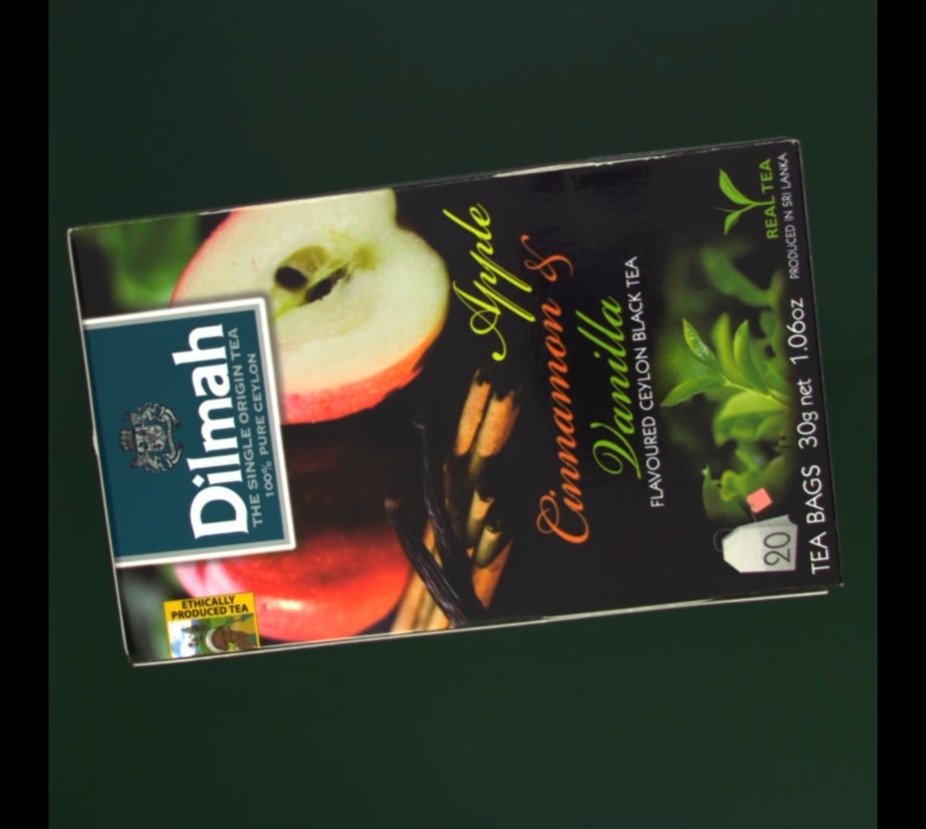 Dilmah
THE SINGLE ORIGIN TEA
100% PURE CEYLON
ETHICALLY
PRODUCED TEA
Apple
Cinnamon &
Vanilla
FLAVOURED CEYLON BLACK TEA
REAL TEA
PRODUCED IN SRI LANKA
20
TEA BAGS 30g net 1.06oz